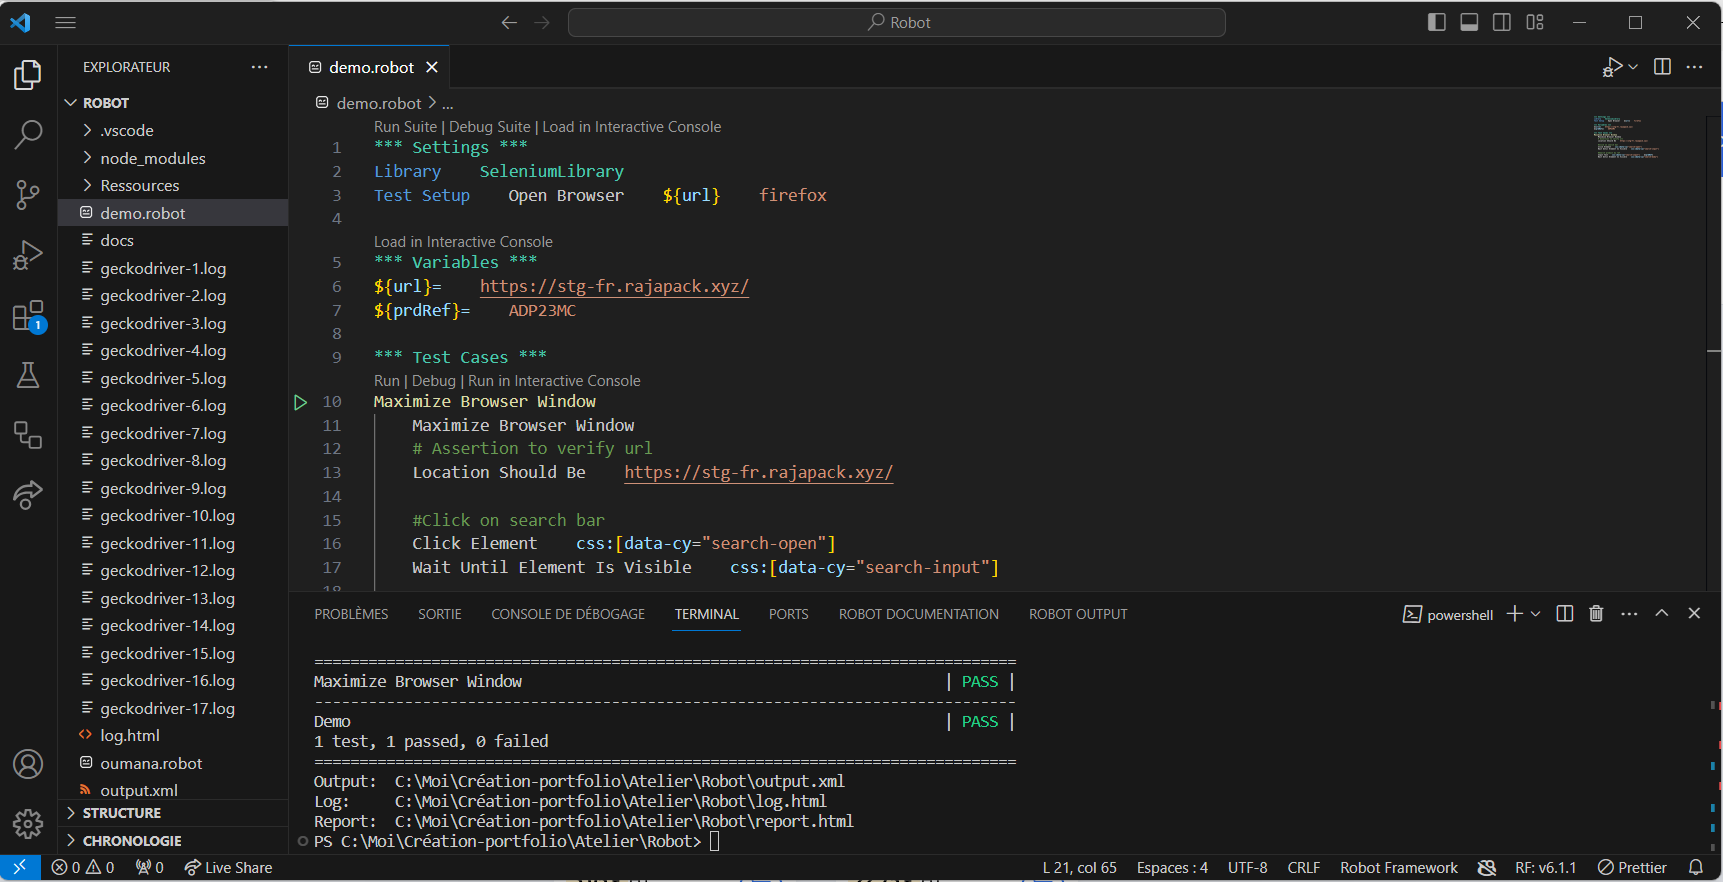 Robot
EXPLORATEUR
ROBOT
.vscode
node_modules
Ressources
demo.robot
docs
geckodriver-1.log
geckodriver-2.log
geckodriver-3.log
geckodriver-4.log
geckodriver-5.log
geckodriver-6.log
geckodriver-7.log
geckodriver-8.log
geckodriver-9.log
geckodriver-10.log
geckodriver-11.log
geckodriver-12.log
geckodriver-13.log
geckodriver-14.log
geckodriver-15.log
geckodriver-16.log
geckodriver-17.log
log.html
oumana.robot
output.xml
STRUCTURE
CHRONOLOGIE
1
demo.robot
demo.robot > ...
Run Suite | Debug Suite | Load in Interactive Console
1 *** Settings ***
2 Library    SeleniumLibrary
3 Test Setup    Open Browser    ${url}    firefox
4
Load in Interactive Console
5 *** Variables ***
6 ${url}=    https://stg-fr.rajapack.xyz/
7 ${prdRef}=    ADP23MC
8
9 *** Test Cases ***
Run | Debug | Run in Interactive Console
10 Maximize Browser Window
11     Maximize Browser Window
12     # Assertion to verify url
13     Location Should Be    https://stg-fr.rajapack.xyz/
14
15     #Click on search bar
16     Click Element    css:[data-cy="search-open"]
17     Wait Until Element Is Visible    css:[data-cy="search-input"]
18
PROBLÈMES SORTIE CONSOLE DE DÉBOGAGE TERMINAL PORTS ROBOT DOCUMENTATION ROBOT OUTPUT powershell
==============================================================================
Maximize Browser Window                                               | PASS |
------------------------------------------------------------------------------
Demo                                                                  | PASS |
1 test, 1 passed, 0 failed
==============================================================================
Output:  C:\Moi\Création-portfolio\Atelier\Robot\output.xml
Log:     C:\Moi\Création-portfolio\Atelier\Robot\log.html
Report:  C:\Moi\Création-portfolio\Atelier\Robot\report.html
PS C:\Moi\Création-portfolio\Atelier\Robot>
0 0 0 Live Share L 21, col 65 Espaces : 4 UTF-8 CRLF Robot Framework RF: v6.1.1 Prettier